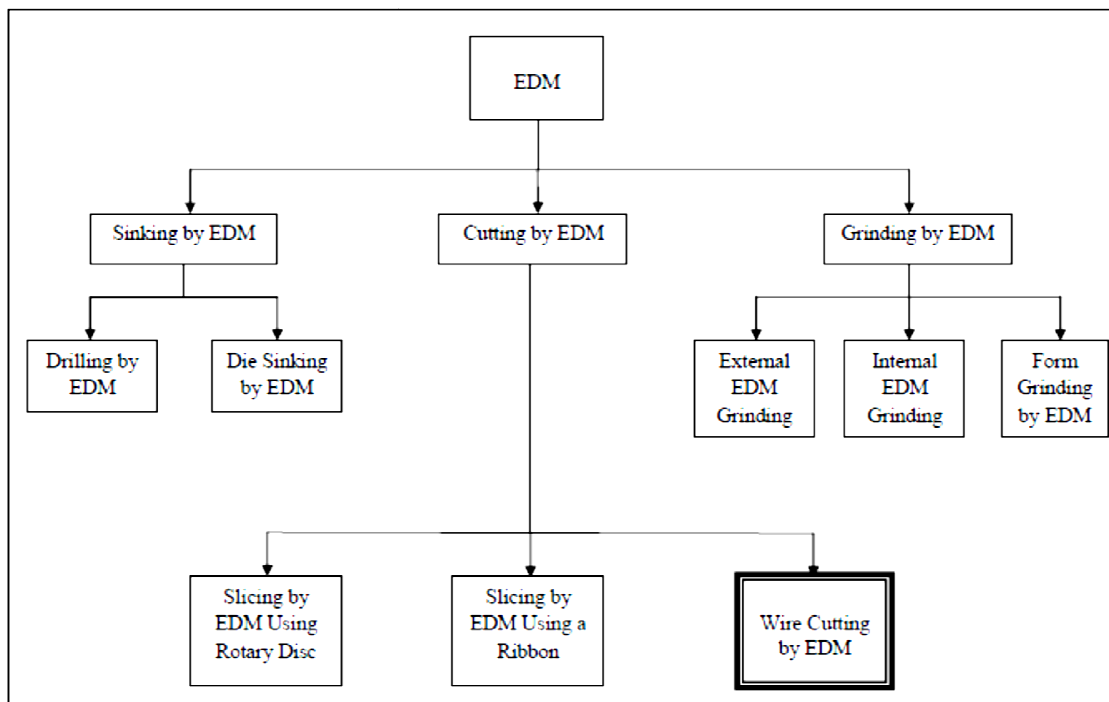 EDM
Sinking by EDM
Cutting by EDM
Grinding by EDM
Drilling by
EDM
Die Sinking
by EDM
External
EDM
Grinding
Internal
EDM
Grinding
Form
Grinding
by EDM
Slicing by
EDM Using
Rotary Disc
Slicing by
EDM Using a
Ribbon
Wire Cutting
by EDM